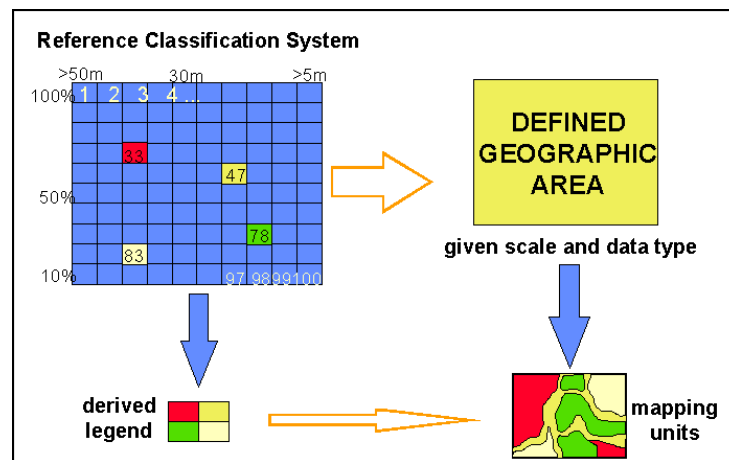 Reference Classification System
>50m 30m >5m
100% 1 2 3 4 ...
33
47
50%
78
83
10% 97 98 99 100
DEFINED
GEOGRAPHIC
AREA
given scale and data type
derived
legend
mapping
units